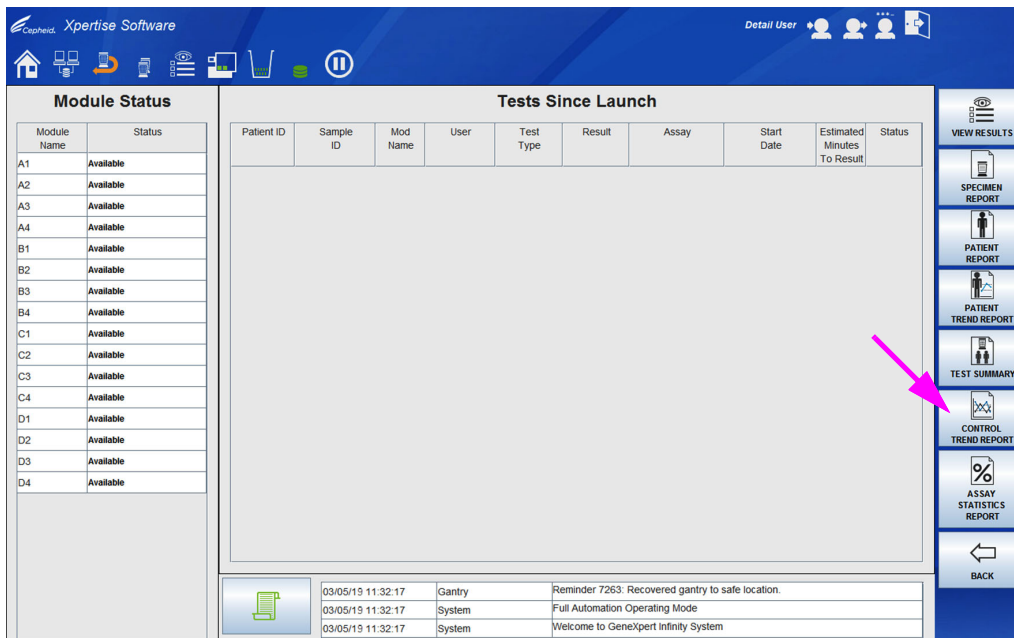 Cepheid. Xpertise Software
Detail User
Module Status
Module Name Status
A1 Available
A2 Available
A3 Available
A4 Available
B1 Available
B2 Available
B3 Available
B4 Available
C1 Available
C2 Available
C3 Available
C4 Available
D1 Available
D2 Available
D3 Available
D4 Available
Tests Since Launch
Patient ID Sample ID Mod Name User Test Type Result Assay Start Date Estimated Minutes To Result Status
03/05/19 11:32:17 Gantry Reminder 7263: Recovered gantry to safe location.
03/05/19 11:32:17 System Full Automation Operating Mode
03/05/19 11:32:17 System Welcome to GeneXpert Infinity System
VIEW RESULTS
SPECIMEN
REPORT
PATIENT
REPORT
PATIENT
TREND REPORT
TEST SUMMARY
CONTROL
TREND REPORT
%
ASSAY
STATISTICS
REPORT
BACK